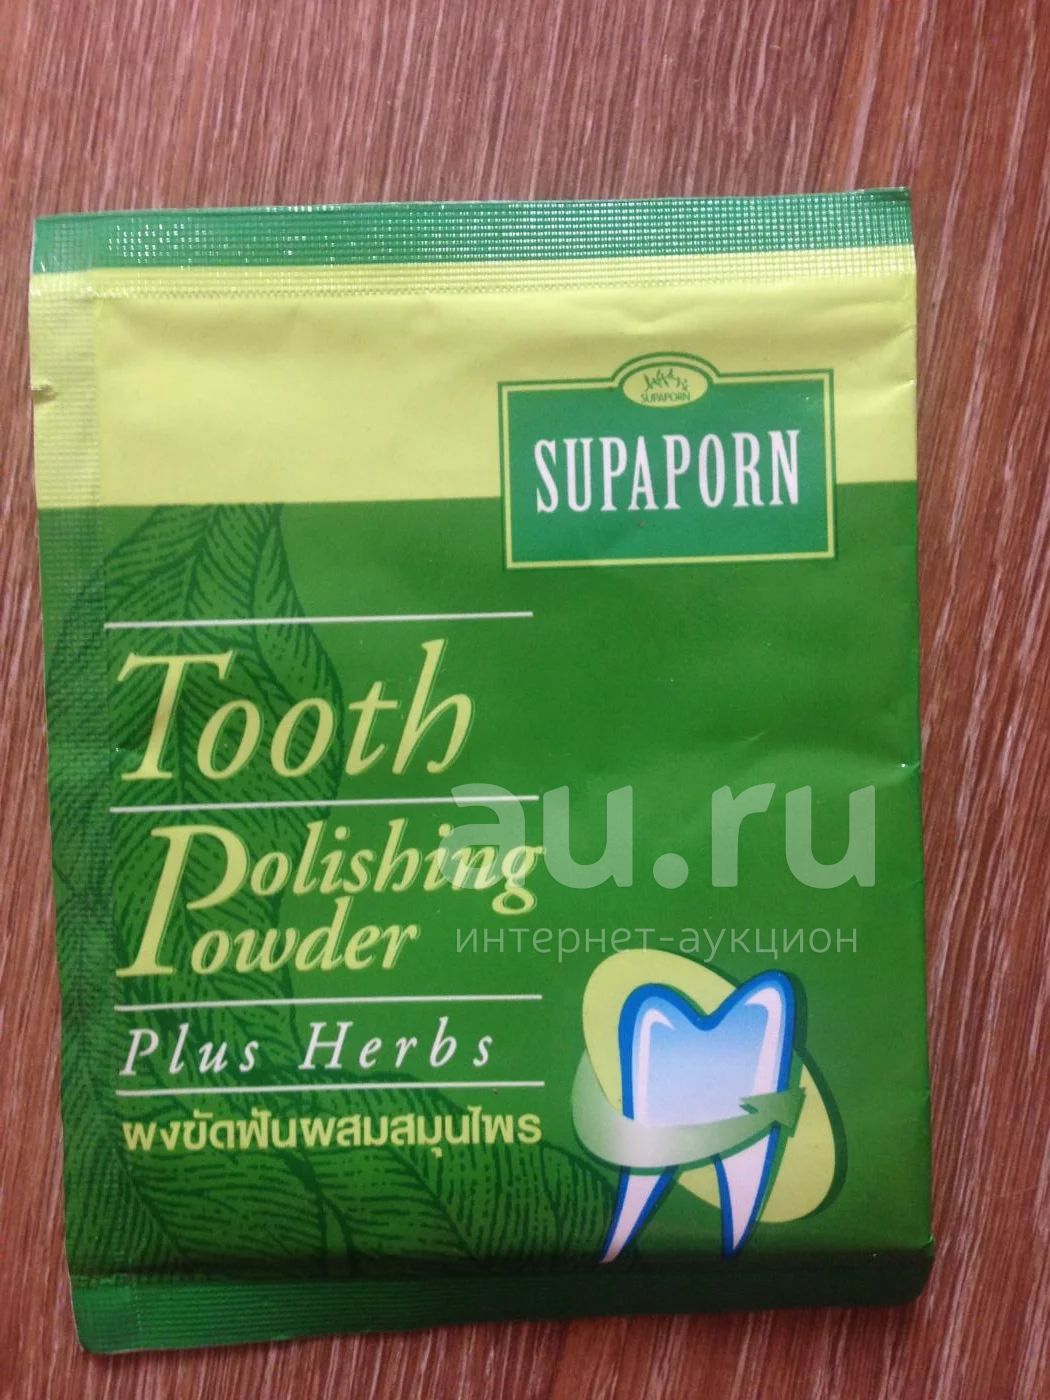 SUPAPORN
SUPAPORN
Tooth
Polishing
Powder
Plus Herbs
ผงขัดฟันผสมสมุนไพร
au.ru
интернет-аукцион